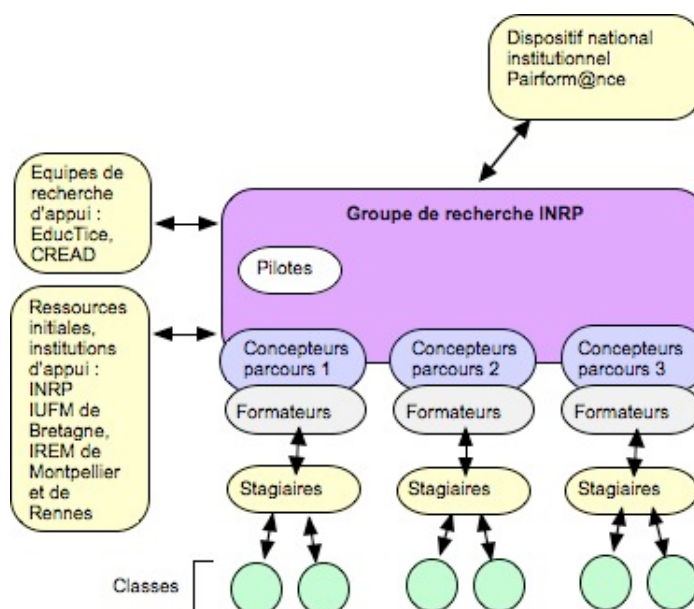 Dispositif national
institutionnel
Pairform@nce
Equipes de
recherche
d'appui :
EducTice,
CREAD
Groupe de recherche INRP
Pilotes
Ressources
initiales,
institutions
d'appui :
INRP
IUFM de
Bretagne,
IREM de
Montpellier
et de
Rennes
Concepteurs
parcours 1
Concepteurs
parcours 2
Concepteurs
parcours 3
Formateurs
Formateurs
Formateurs
Stagiaires
Stagiaires
Stagiaires
Classes